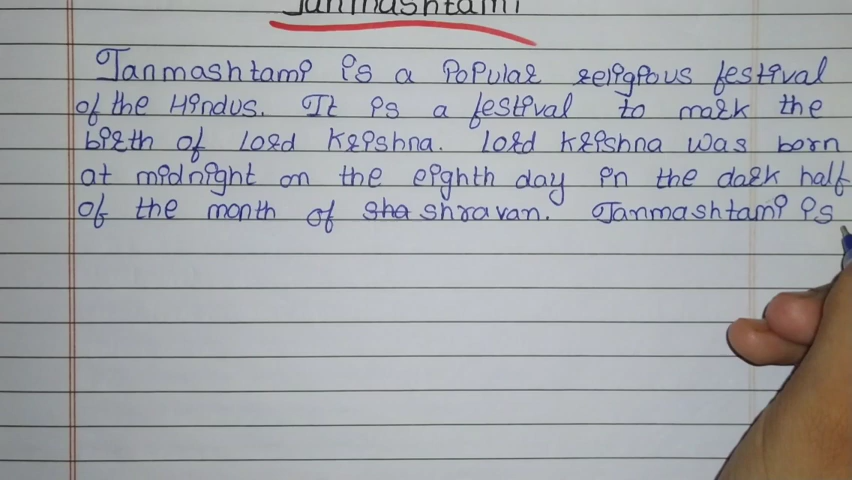 Janmashtami
Janmashtami is a popular religious festival
of the Hindus. It is a festival to mark the
birth of Lord Krishna. Lord Krishna was born
at midnight on the eighth day in the dark half
of the month of sha shravan. Janmashtami is